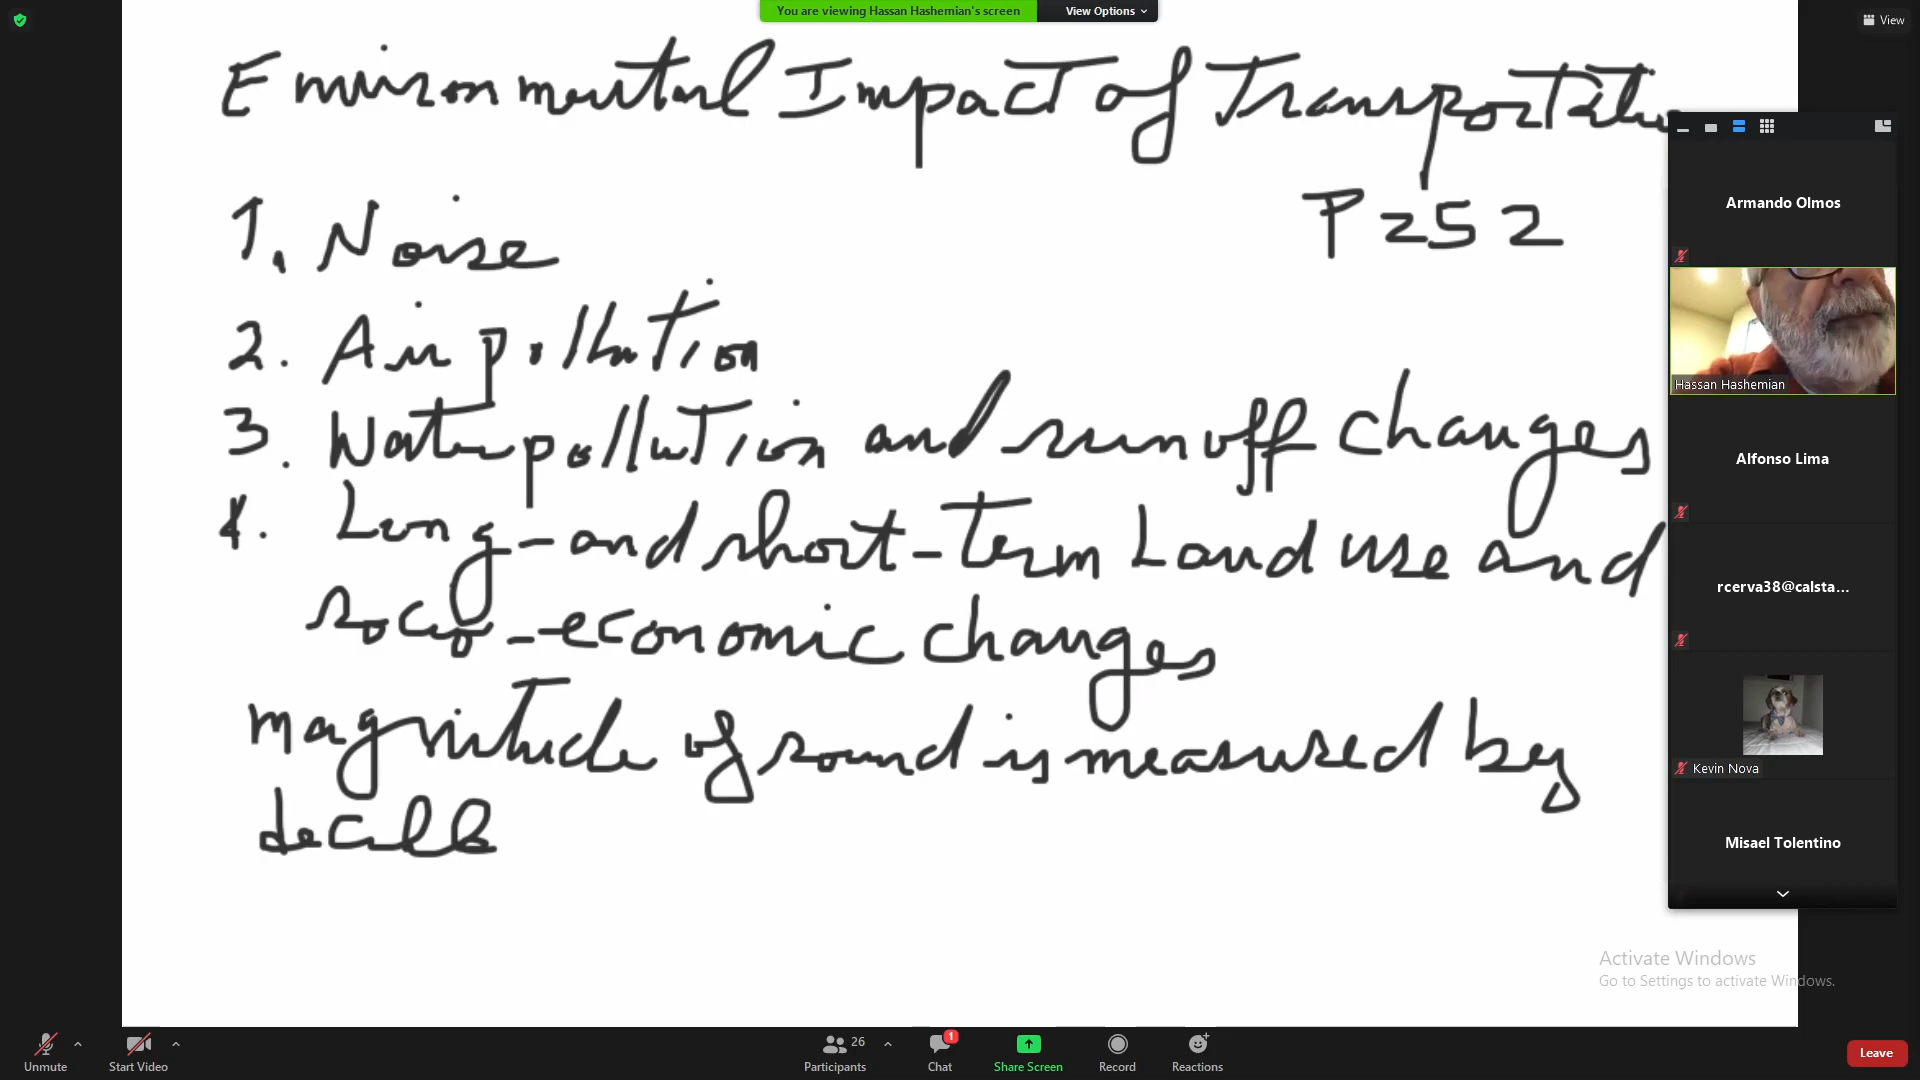 You are viewing Hassan Hashemian's screen
View Options
View
Environmental Impact of Transportation
P 252
1. Noise
2. Air pollution
3. Water pollution and runoff changes
4. Long-and short-term Land use and
socio-economic changes
magnitude of sound is measured by
Armando Olmos
Hassan Hashemian
Alfonso Lima
rcerva38@calsta...
Kevin Nova
Misael Tolentino
Activate Windows
Go to Settings to activate Windows.
Unmute
Start Video
26
Participants
1
Chat
Share Screen
Record
Reactions
Leave